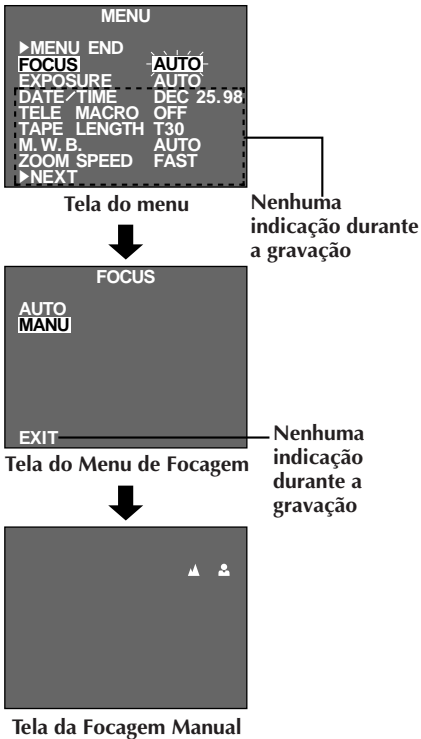 MENU
▶MENU END
FOCUS AUTO
EXPOSURE AUTO
DATE/TIME DEC 25.98
TELE MACRO OFF
TAPE LENGTH T30
M. W. B. AUTO
ZOOM SPEED FAST
▶NEXT
Tela do menu
Nenhuma
indicação durante
a gravação
FOCUS
AUTO
MANU
EXIT
Tela do Menu de Focagem
Nenhuma
indicação
durante a
gravação
Tela da Focagem Manual